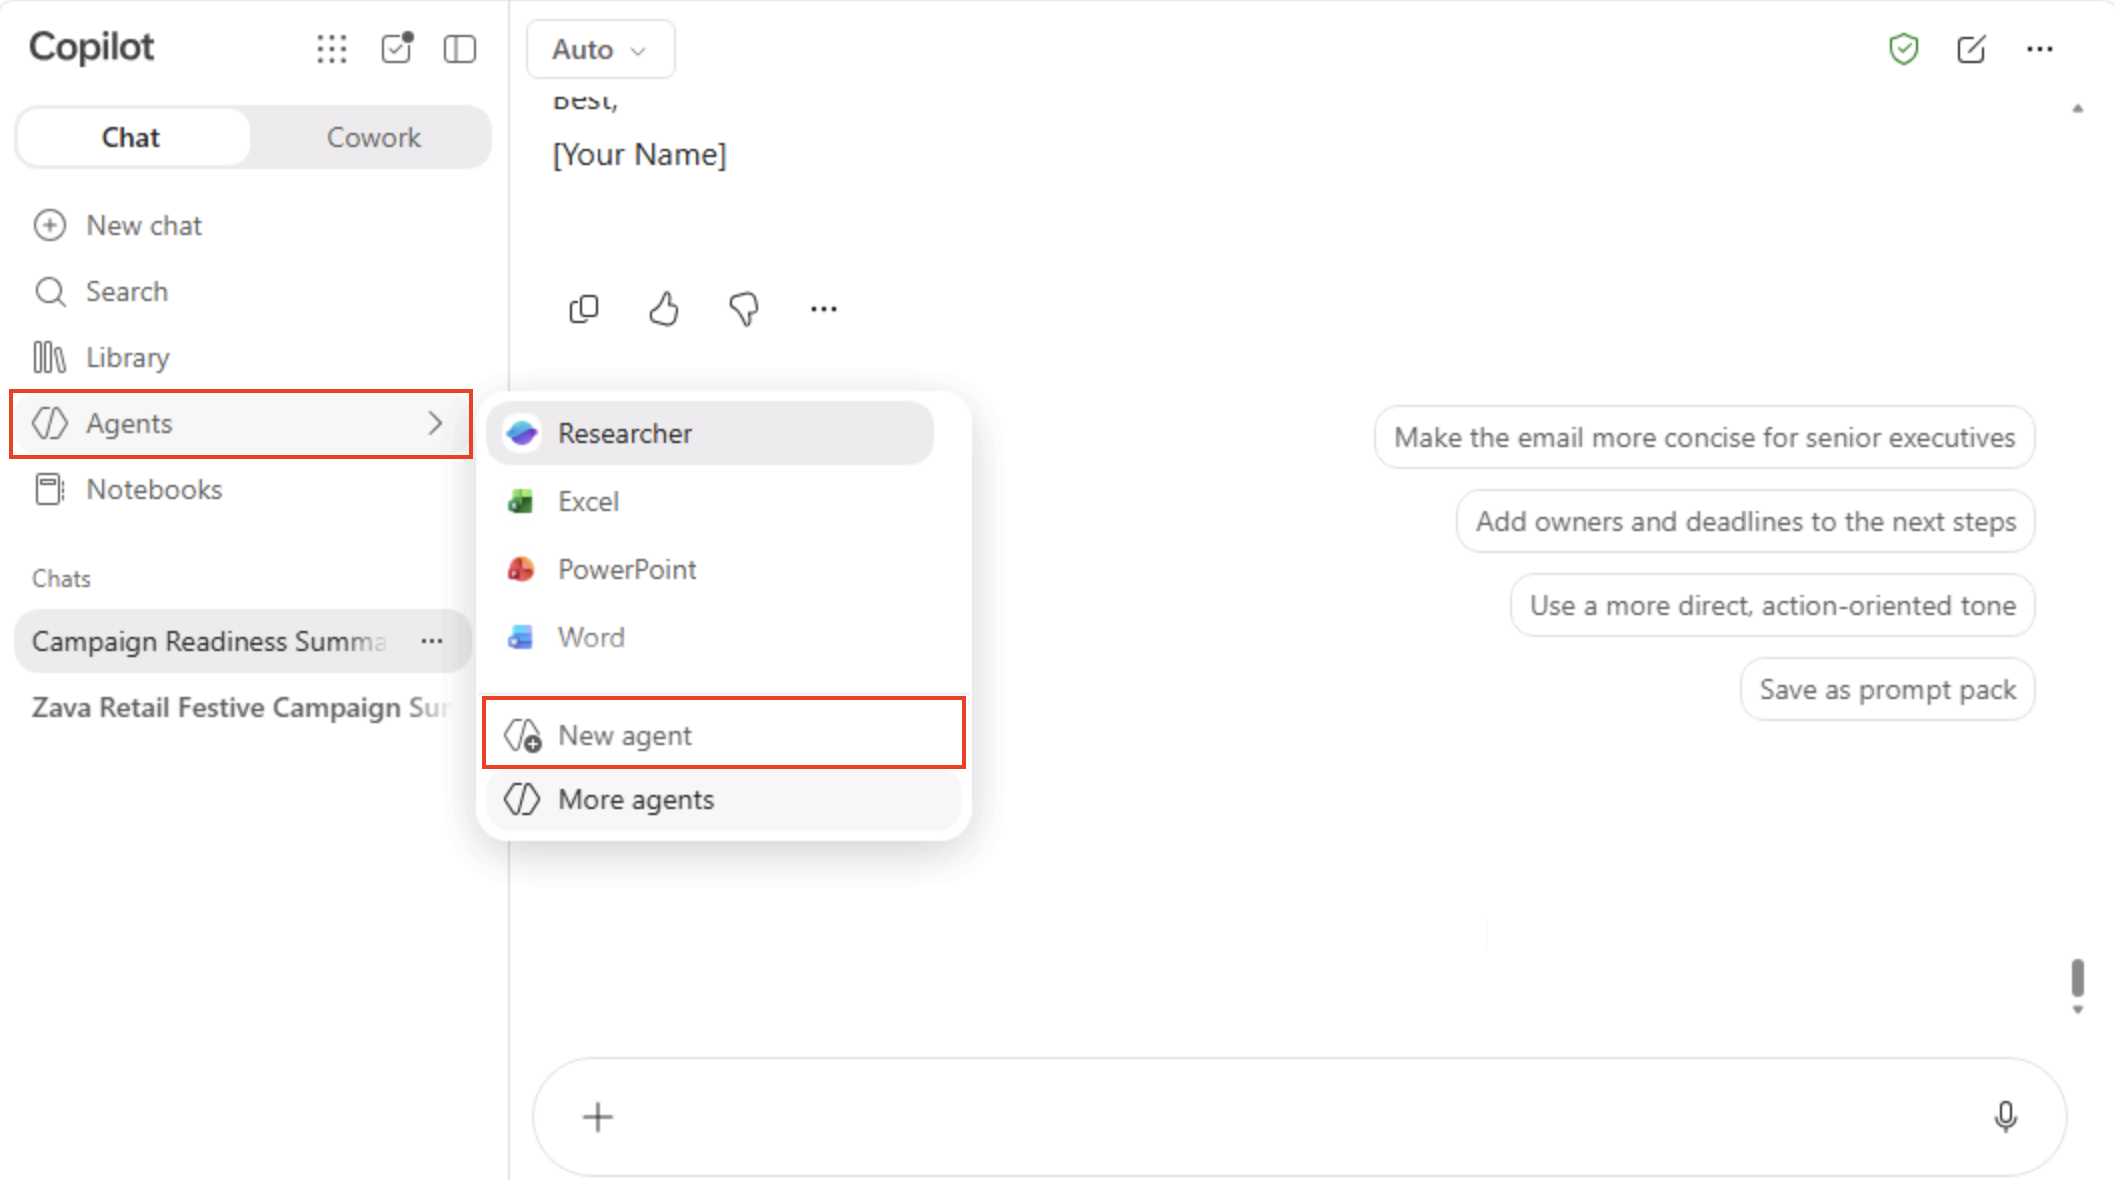 Copilot
Chat
Cowork
New chat
Search
Library
Agents
Notebooks
Chats
Campaign Readiness Summa
Zava Retail Festive Campaign Sur
Auto
Best,
[Your Name]
Researcher
Excel
PowerPoint
Word
New agent
More agents
Make the email more concise for senior executives
Add owners and deadlines to the next steps
Use a more direct, action-oriented tone
Save as prompt pack